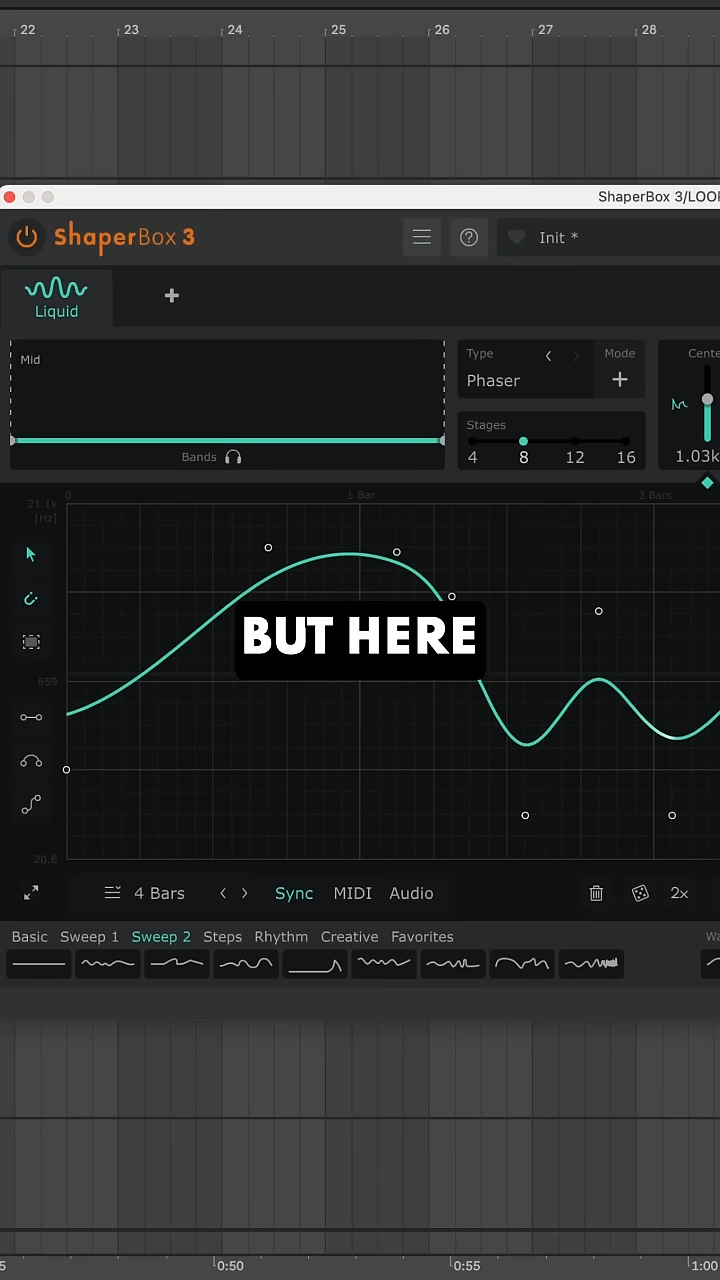 22 23 24 25 26 27 28
ShaperBox 3/LOOP
ShaperBox 3
Init *
Liquid
Mid
Type
Mode
Phaser
Stages
4 8 12 16
Bands
Cente
1.03k
0 1 Bar 2 Bars
21.1k
[Hz]
BUT HERE
659
20.6
4 Bars Sync MIDI Audio 2x
Basic Sweep 1 Sweep 2 Steps Rhythm Creative Favorites Wa
5 0:50 0:55 1:00